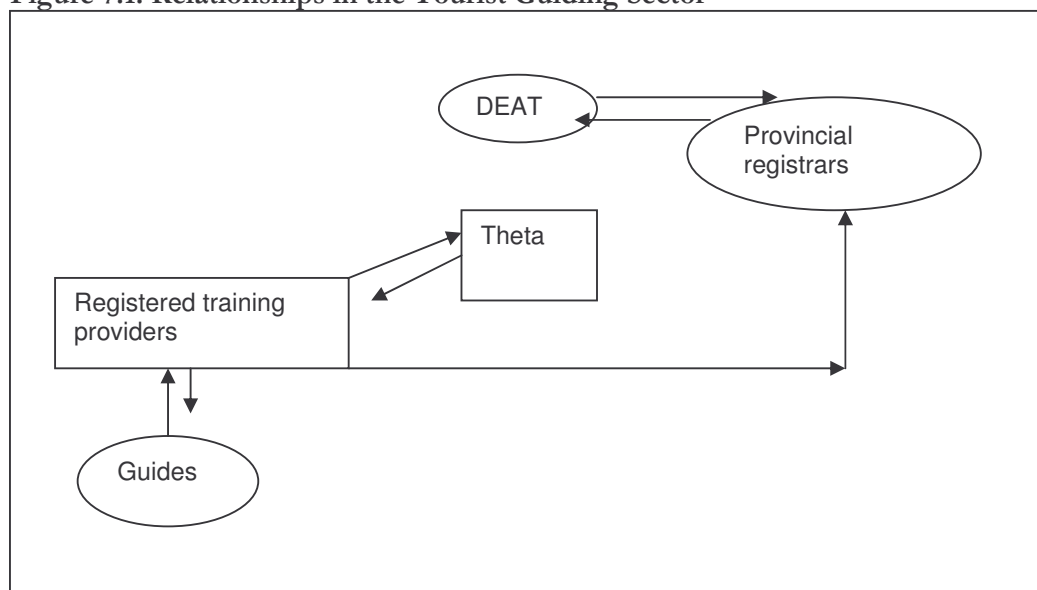 Figure 7.1. Relationships in the Tourist Guiding Sector
DEAT
Provincial
registrars
Theta
Registered training
providers
Guides